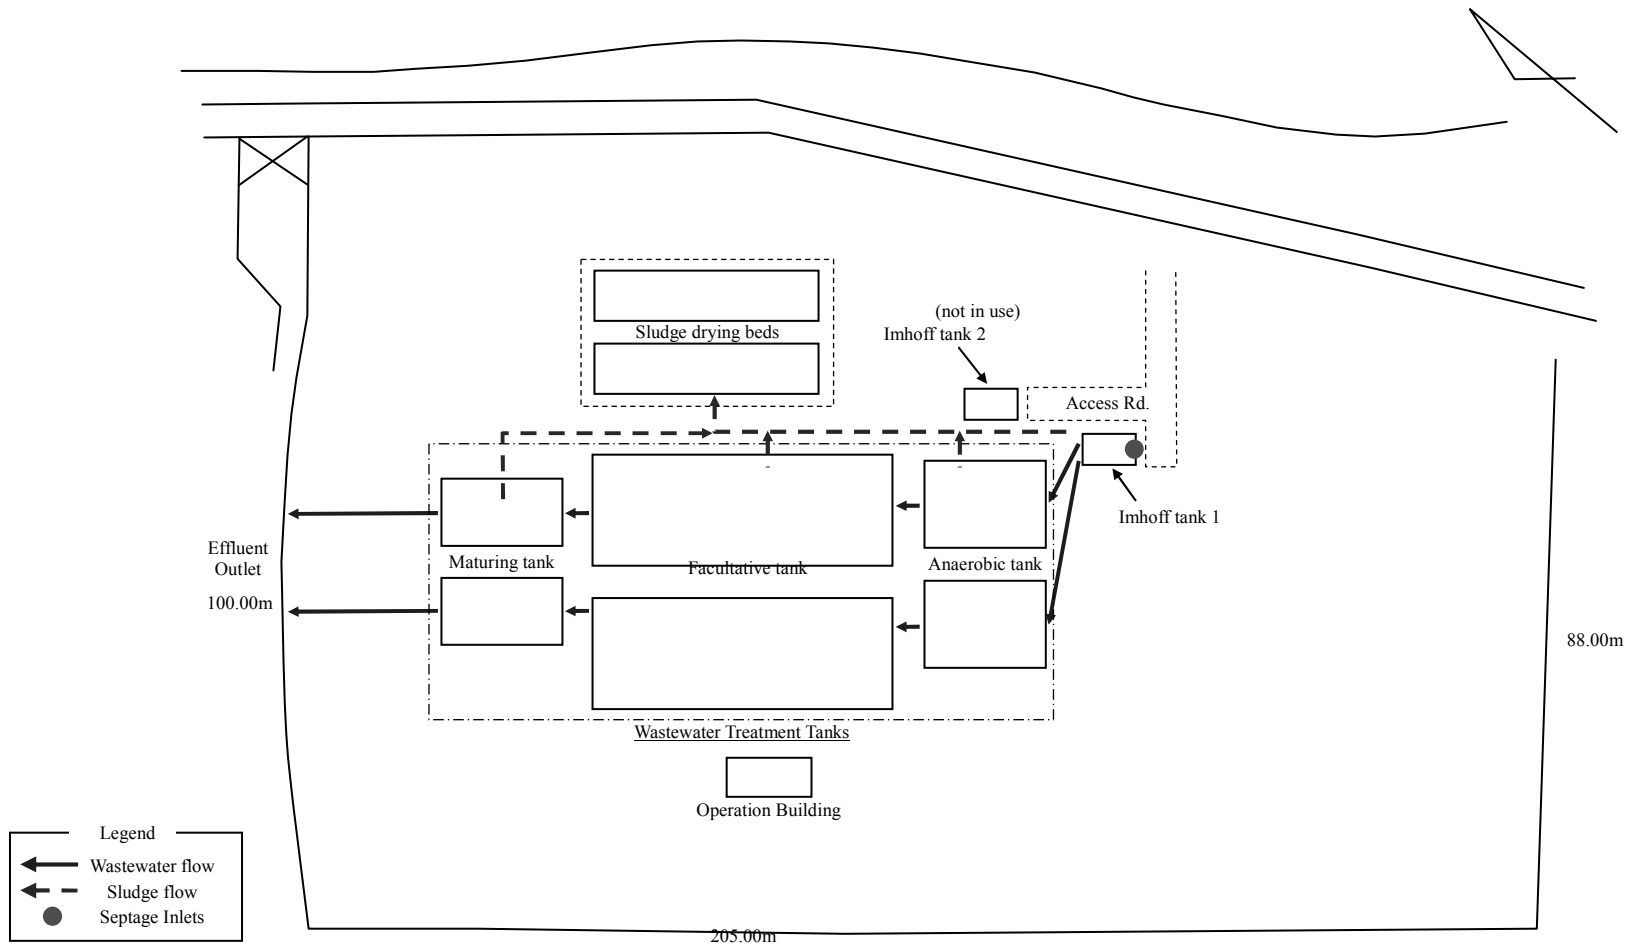 (not in use)
Imhoff tank 2
Sludge drying beds
Access Rd.
Imhoff tank 1
Effluent
Outlet
Maturing tank
Facultative tank
Anaerobic tank
100.00m
88.00m
Wastewater Treatment Tanks
Operation Building
Legend
Wastewater flow
Sludge flow
Septage Inlets
205.00m